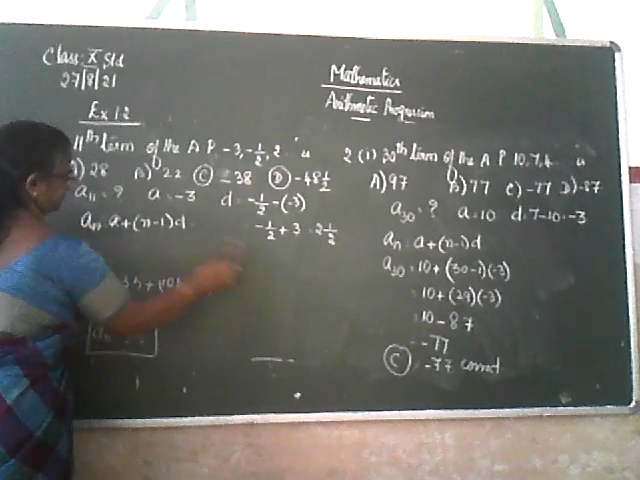 Class: X Std
27/8/21
Mathematics
Arithmetic Progression
Ex 1.2
11th term of the A P -3, -1/2, 2 is
28 B) 22 C) -38 D) -48 1/2
a11 = ? a = -3 d = -1/2 - (-3)
an = a + (n-1)d
-1/2 + 3 = 2 1/2
2 (i) 30th term of the A P 10, 7, 4 is
A) 97 B) 77 C) -77 D) -87
a30 = ? a = 10 d = 7-10 = -3
an = a + (n-1)d
a30 = 10 + (30-1)(-3)
= 10 + (29)(-3)
= 10 - 87
= -77
C) -77 correct